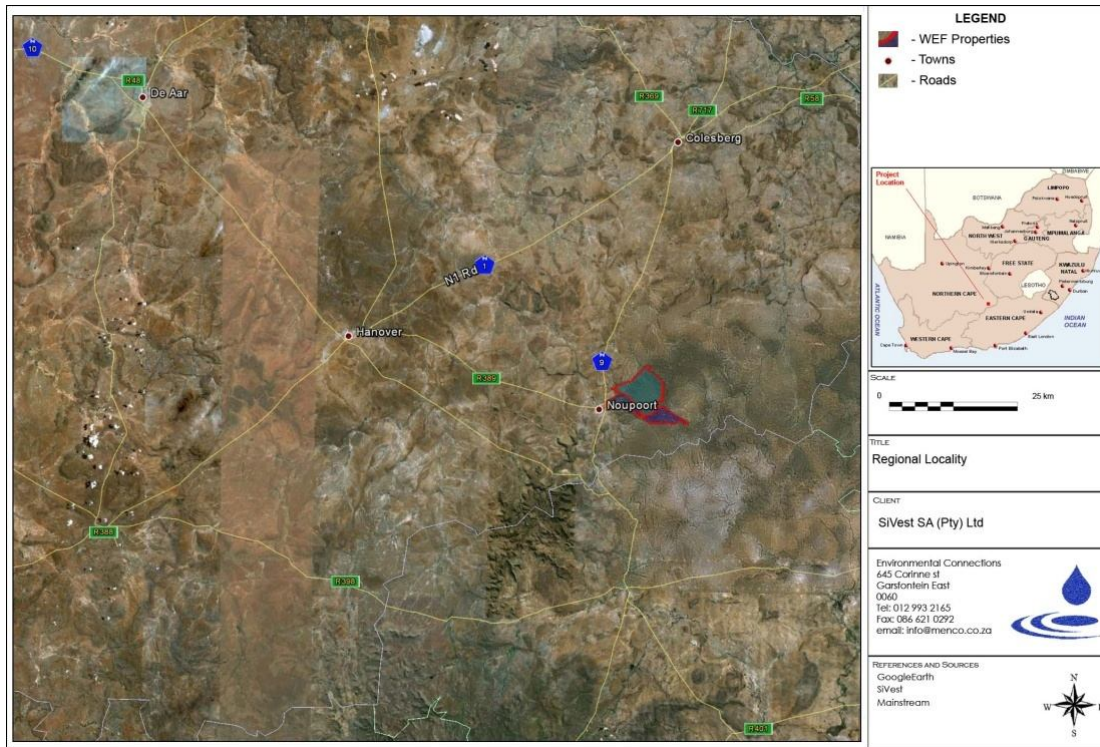 N
10
R48
De Aar
R369
R717
R58
Colesberg
N1 Rd
N
1
Hanover
N
9
R389
Noupoort
R388
R398
R401
LEGEND
- WEF Properties
- Towns
- Roads
Project
Location
ZIMBABWE
LIMPOPO
BOTSWANA
NAMIBIA
MPUMALANGA
NORTH WEST
GAUTENG
FREE STATE
KWAZULU
NATAL
LESOTHO
Durban
NORTHERN CAPE
EASTERN CAPE
WESTERN CAPE
ATLANTIC OCEAN
INDIAN
OCEAN
Cape Town
Mossel Bay
Port Elizabeth
East London
SCALE
0
25 km
TITLE
Regional Locality
CLIENT
SiVest SA (Pty) Ltd
Environmental Connections
645 Corinne st
Garsfontein East
0060
Tel: 012 993 2165
Fax: 086 621 0292
email: info@menco.co.za
REFERENCES AND SOURCES
GoogleEarth
SiVest
Mainstream
N
W
S